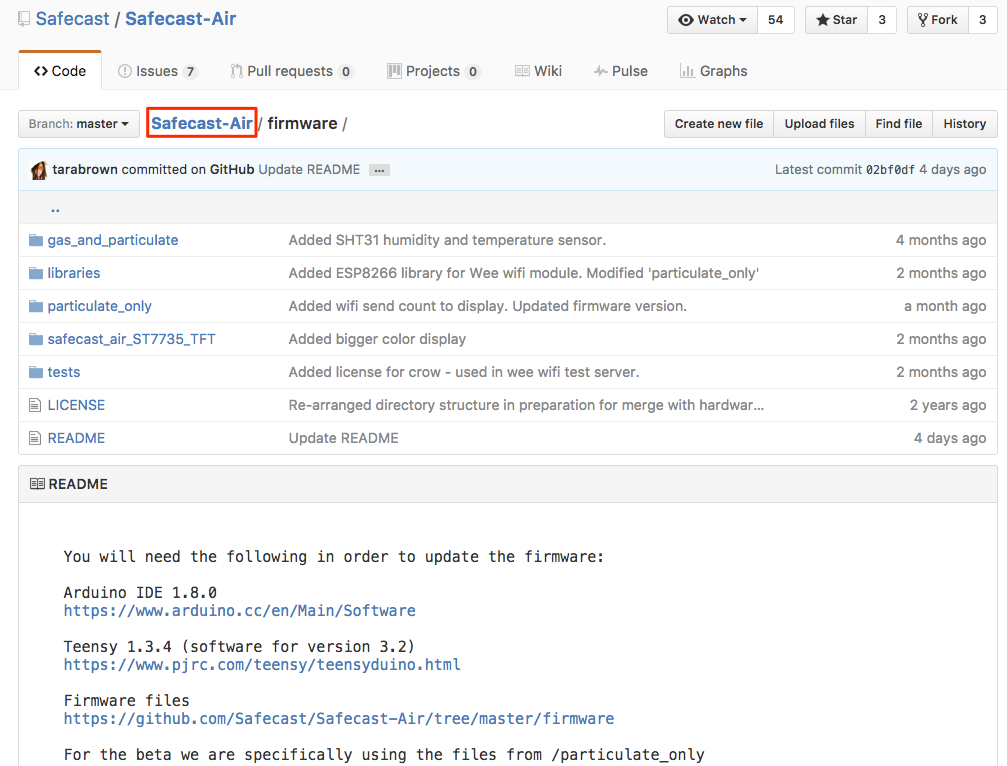 Safecast / Safecast-Air Watch 54 Star 3 Fork 3
Code Issues 7 Pull requests 0 Projects 0 Wiki Pulse Graphs
Branch: master Safecast-Air / firmware / Create new file Upload files Find file History
tarabrown committed on GitHub Update README ... Latest commit 02bf0df 4 days ago
..
gas_and_particulate Added SHT31 humidity and temperature sensor. 4 months ago
libraries Added ESP8266 library for Wee wifi module. Modified 'particulate_only' 2 months ago
particulate_only Added wifi send count to display. Updated firmware version. a month ago
safecast_air_ST7735_TFT Added bigger color display 2 months ago
tests Added license for crow - used in wee wifi test server. 2 months ago
LICENSE Re-arranged directory structure in preparation for merge with hardwar... 2 years ago
README Update README 4 days ago
README
You will need the following in order to update the firmware:
Arduino IDE 1.8.0
https://www.arduino.cc/en/Main/Software
Teensy 1.3.4 (software for version 3.2)
https://www.pjrc.com/teensy/teensyduino.html
Firmware files
https://github.com/Safecast/Safecast-Air/tree/master/firmware
For the beta we are specifically using the files from /particulate_only